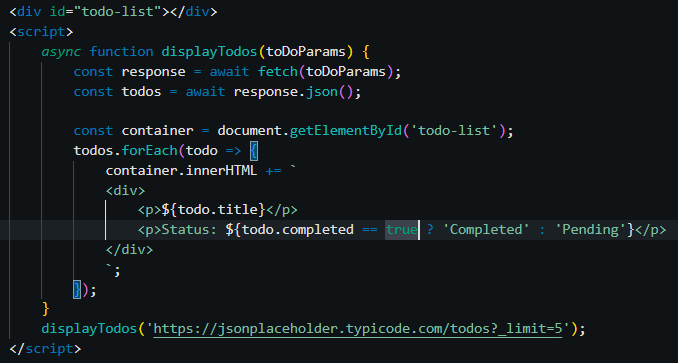 <div id="todo-list"></div>
<script>
    async function displayTodos(toDoParams) {
        const response = await fetch(toDoParams);
        const todos = await response.json();

        const container = document.getElementById('todo-list');
        todos.forEach(todo => {
            container.innerHTML += `
            <div>
                <p>${todo.title}</p>
                <p>Status: ${todo.completed == true ? 'Completed' : 'Pending'}</p>
            </div>
            `;
        });
    }
    displayTodos('https://jsonplaceholder.typicode.com/todos?_limit=5');
</script>